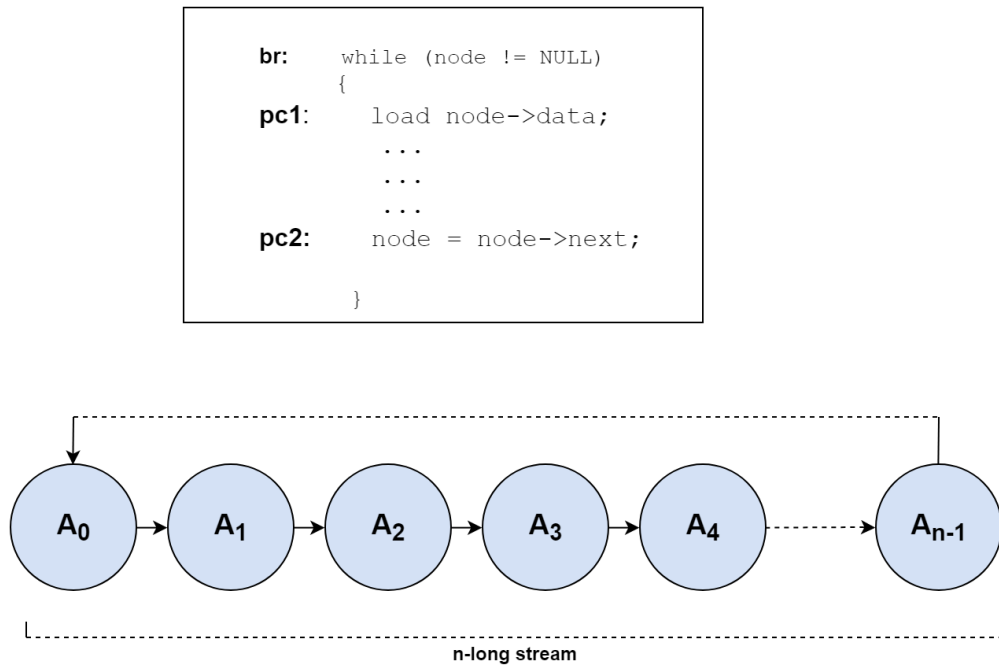 br: while (node != NULL)
{
pc1: load node->data;
...
...
...
pc2: node = node->next;
}
A0 A1 A2 A3 A4 An-1
n-long stream